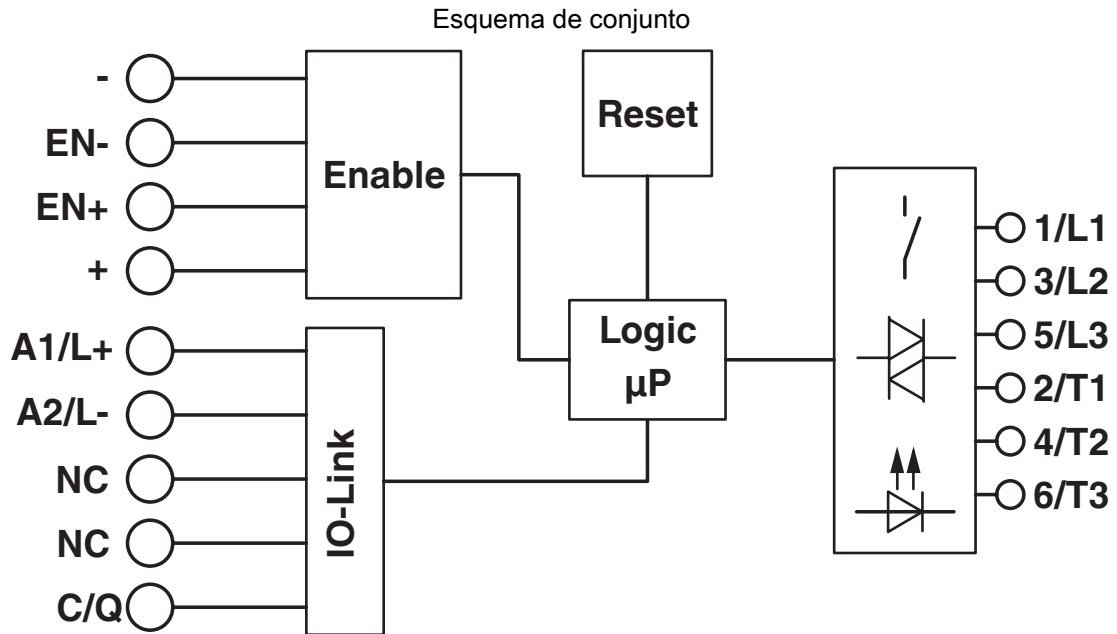 Esquema de conjunto
-
EN-
EN+
+
Enable
Reset
A1/L+
A2/L-
NC
NC
C/Q
IO-Link
Logic
µP
1/L1
3/L2
5/L3
2/T1
4/T2
6/T3